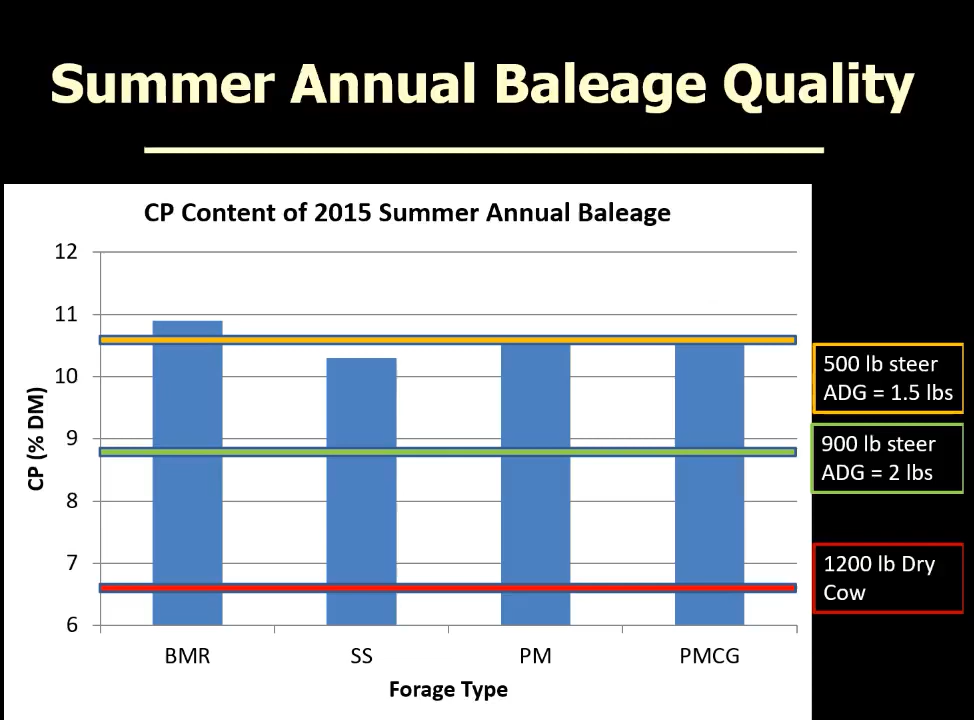 Summer Annual Baleage Quality
CP Content of 2015 Summer Annual Baleage
12
11
10
9
8
7
6
CP (% DM)
BMR SS PM PMCG
Forage Type
500 lb steer
ADG = 1.5 lbs
900 lb steer
ADG = 2 lbs
1200 lb Dry
Cow